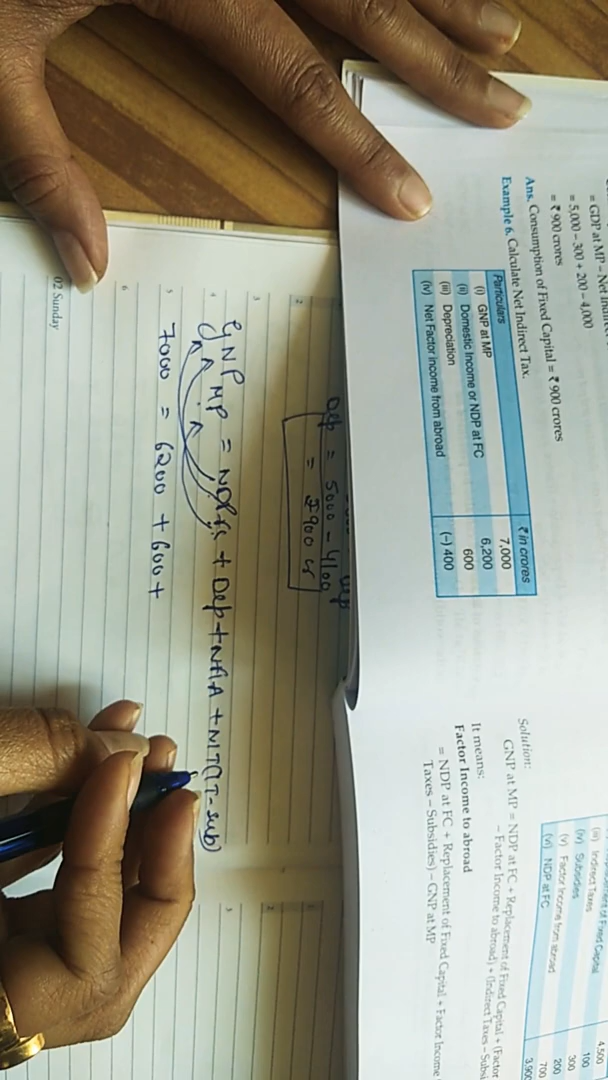 = GDP at MP – Net Indirect
= 5,000 – 300 + 200 – 4,000
= ₹ 900 crores
Ans. Consumption of Fixed Capital = ₹ 900 crores
Example 6. Calculate Net Indirect Tax.
Particulars ₹ in crores
(i) GNP at MP 7,000
(ii) Domestic Income or NDP at FC 6,200
(iii) Depreciation 600
(iv) Net Factor Income from abroad (–) 400
of Fixed Capital
(iii) Indirect Taxes 4,500
(iv) Subsidies 100
(v) Factor Income from abroad 300
(vi) NDP at FC 200
700
3,900
Solution:
GNP at MP = NDP at FC + Replacement of Fixed Capital + (Factor
– Factor Income to abroad) + (Indirect Taxes – Subsi
It means:
Factor Income to abroad
= NDP at FC + Replacement of Fixed Capital + Factor Income
Taxes – Subsidies) – GNP at MP
Dep
Dep = 5000 – 4100
= ₹900 cr
GNP MP = NDP FC + Dep + NFIA + NIT (IT - Sub)
7000 = 6200 + 600 +
02 Sunday